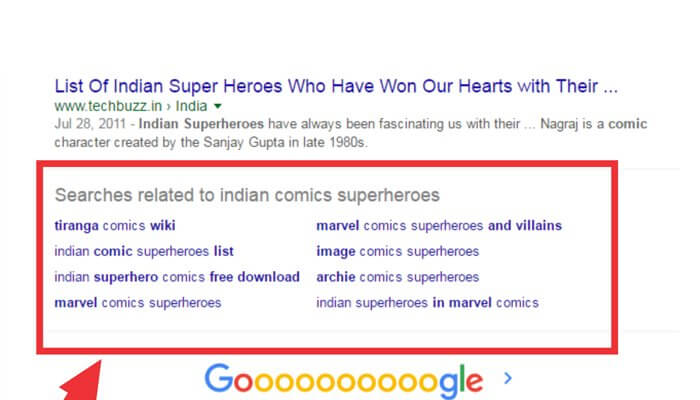 List Of Indian Super Heroes Who Have Won Our Hearts with Their ...
www.techbuzz.in › India
Jul 28, 2011 - Indian Superheroes have always been fascinating us with their ... Nagraj is a comic
character created by the Sanjay Gupta in late 1980s.
Searches related to indian comics superheroes
tiranga comics wiki
indian comic superheroes list
indian superhero comics free download
marvel comics superheroes
marvel comics superheroes and villains
image comics superheroes
archie comics superheroes
indian superheroes in marvel comics
Goooooooooogle ›